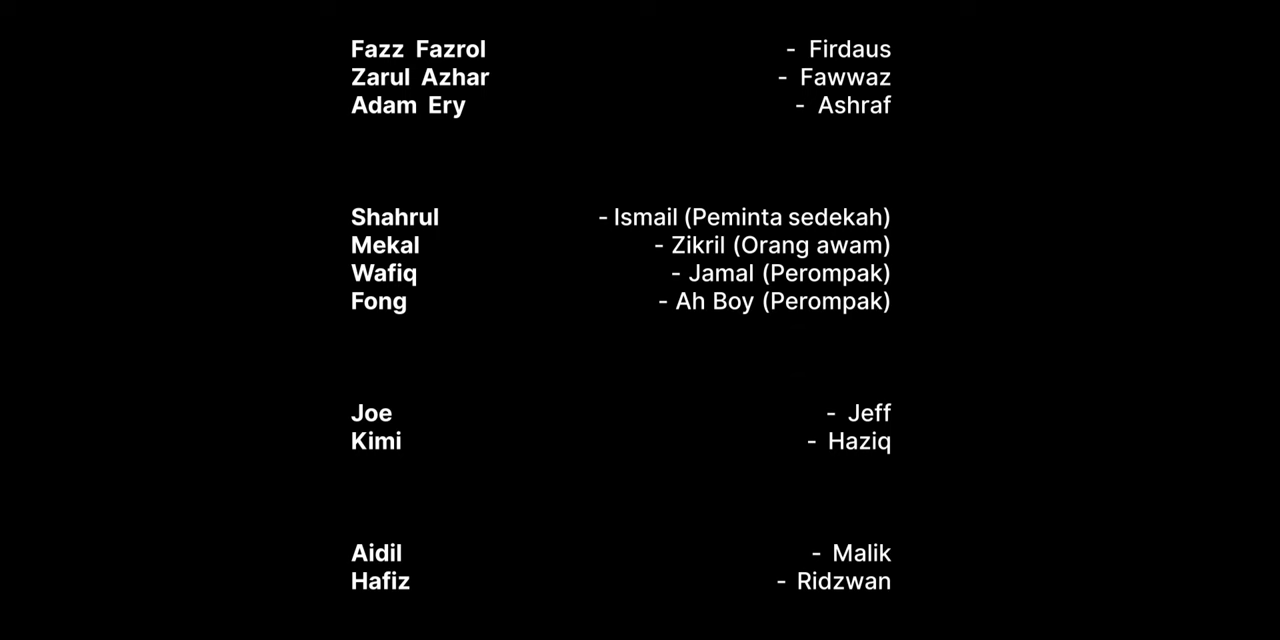 Fazz Fazrol - Firdaus
Zarul Azhar - Fawwaz
Adam Ery - Ashraf
Shahrul - Ismail (Peminta sedekah)
Mekal - Zikril (Orang awam)
Wafiq - Jamal (Perompak)
Fong - Ah Boy (Perompak)
Joe - Jeff
Kimi - Haziq
Aidil - Malik
Hafiz - Ridzwan